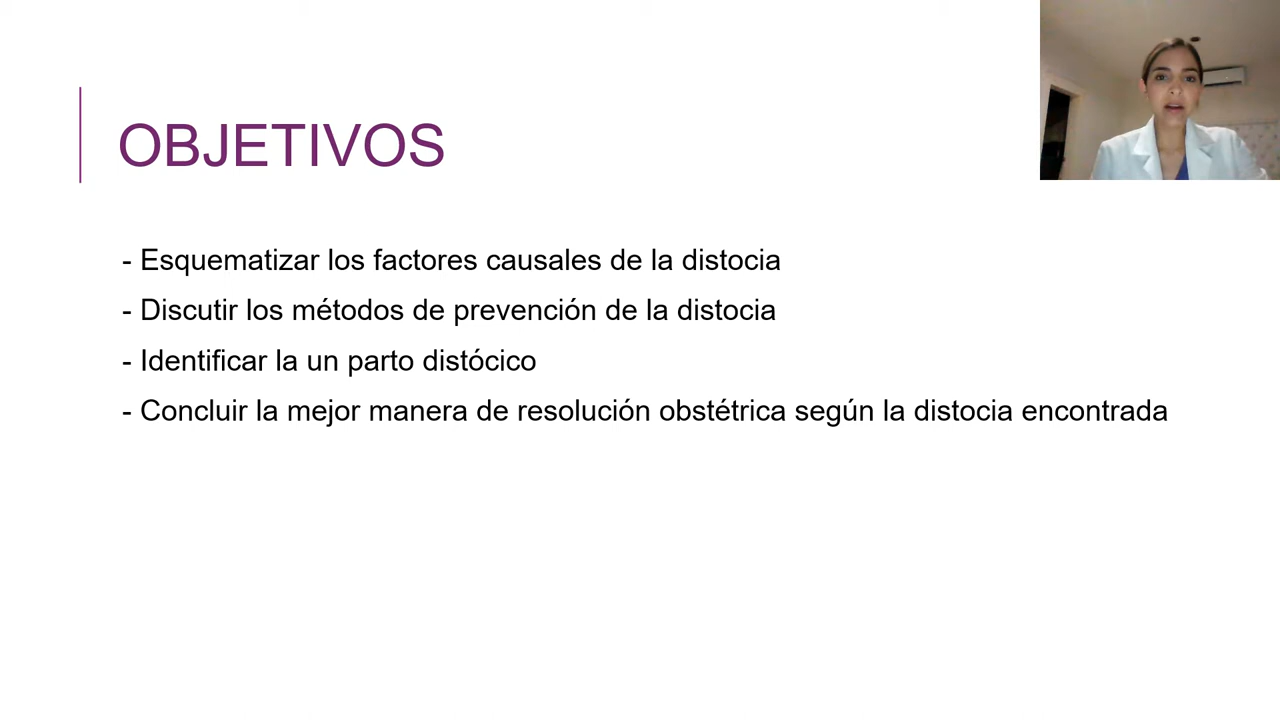 OBJETIVOS
- Esquematizar los factores causales de la distocia
- Discutir los métodos de prevención de la distocia
- Identificar la un parto distócico
- Concluir la mejor manera de resolución obstétrica según la distocia encontrada